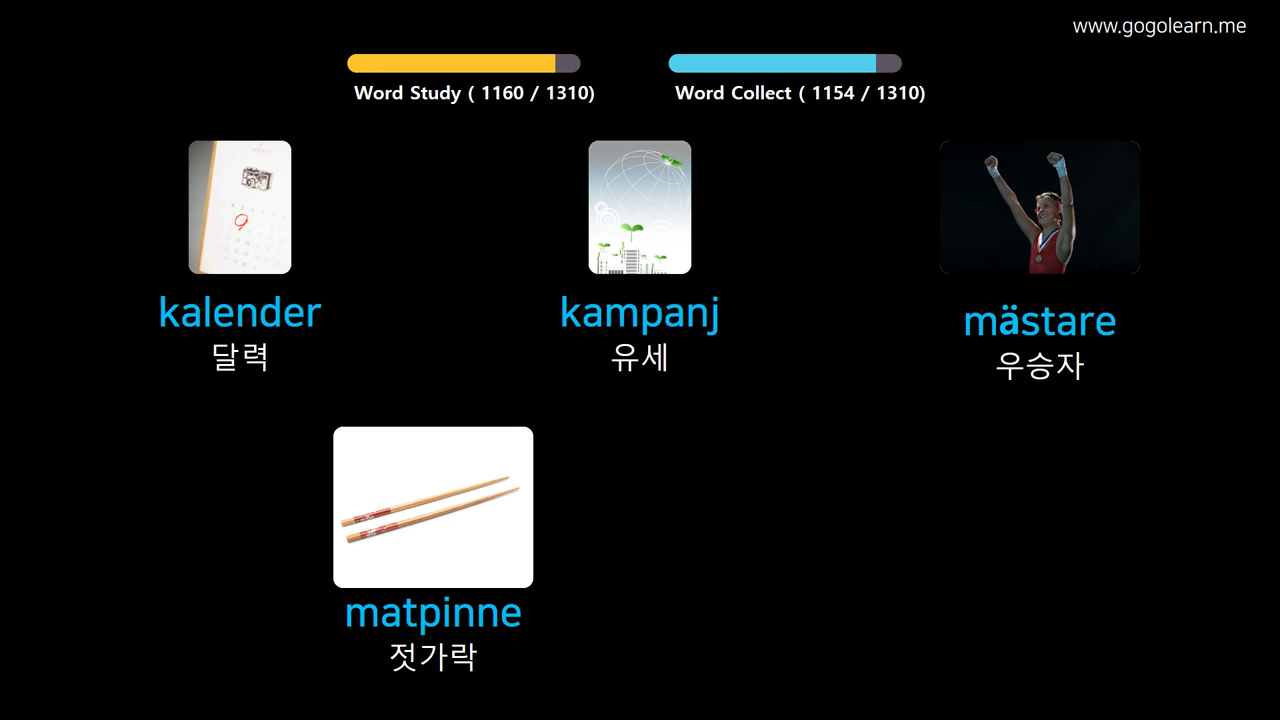 www.gogolearn.me
Word Study ( 1160 / 1310)
Word Collect ( 1154 / 1310)
kalender
달력
kampanj
유세
mästare
우승자
matpinne
젓가락